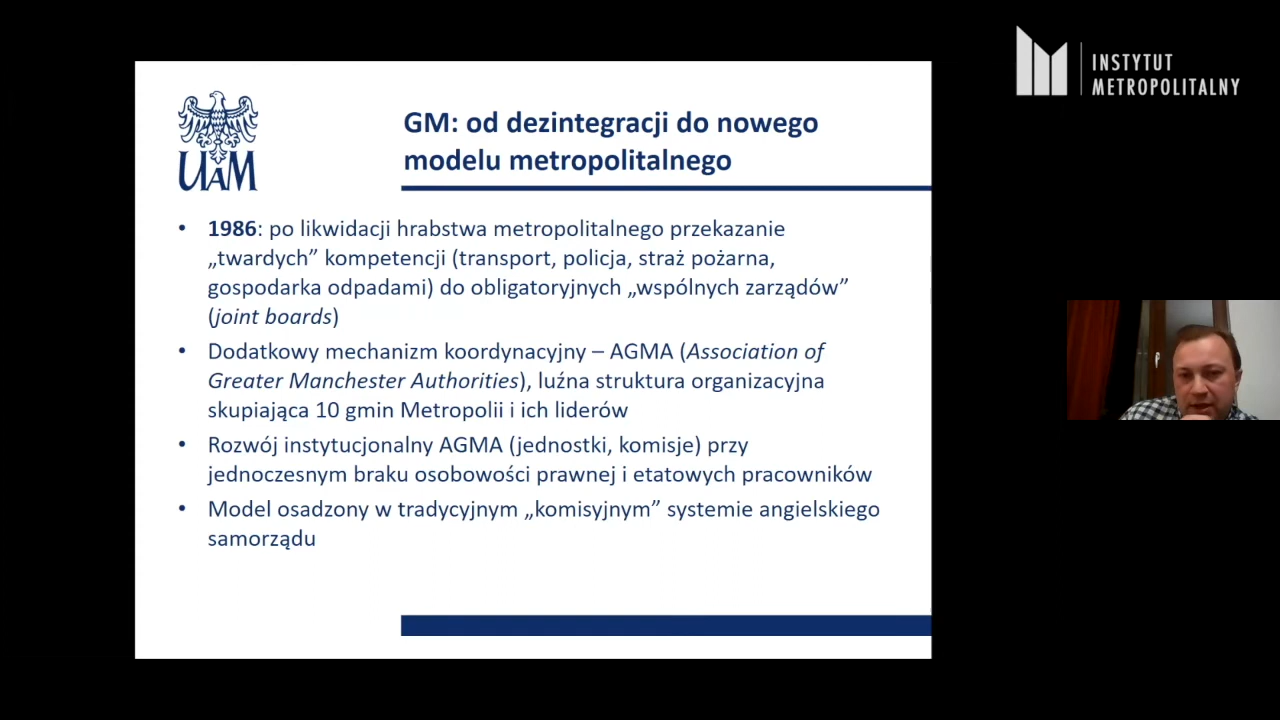 INSTYTUT
METROPOLITALNY
UAM
GM: od dezintegracji do nowego
modelu metropolitalnego
• 1986: po likwidacji hrabstwa metropolitalnego przekazanie
„twardych” kompetencji (transport, policja, straż pożarna,
gospodarka odpadami) do obligatoryjnych „wspólnych zarządów”
(joint boards)
• Dodatkowy mechanizm koordynacyjny – AGMA (Association of
Greater Manchester Authorities), luźna struktura organizacyjna
skupiająca 10 gmin Metropolii i ich liderów
• Rozwój instytucjonalny AGMA (jednostki, komisje) przy
jednoczesnym braku osobowości prawnej i etatowych pracowników
• Model osadzony w tradycyjnym „komisyjnym” systemie angielskiego
samorządu